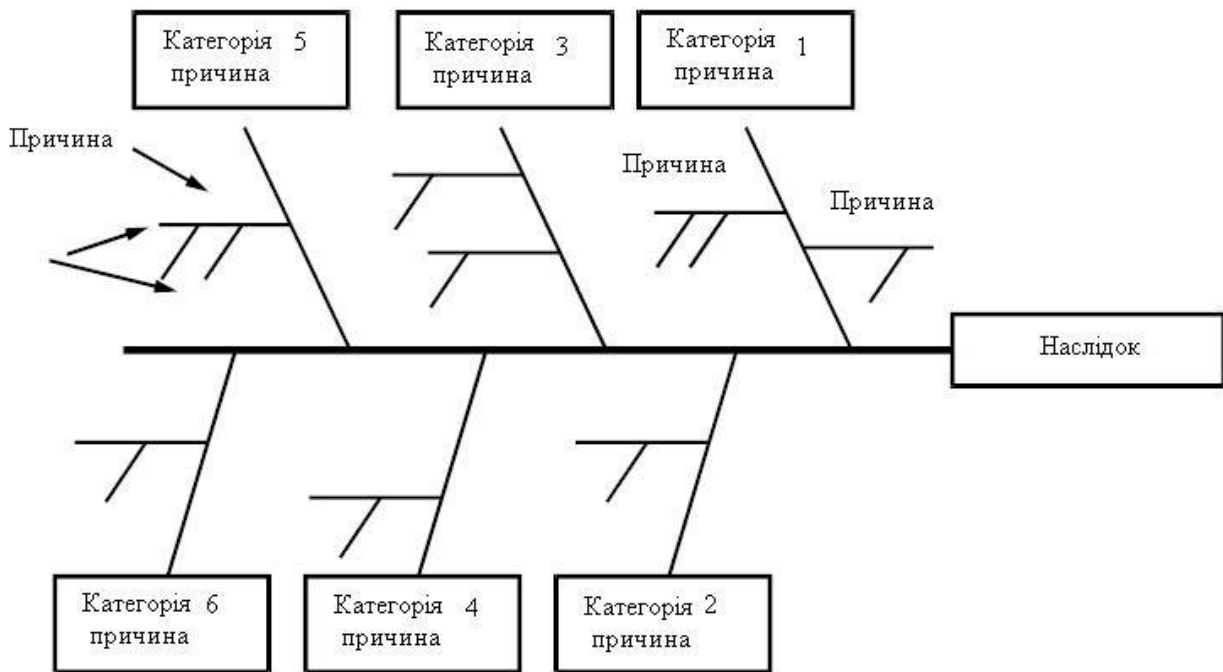 Категорія 5
причина
Категорія 3
причина
Категорія 1
причина
Причина
Причина
Причина
Наслідок
Категорія 6
причина
Категорія 4
причина
Категорія 2
причина